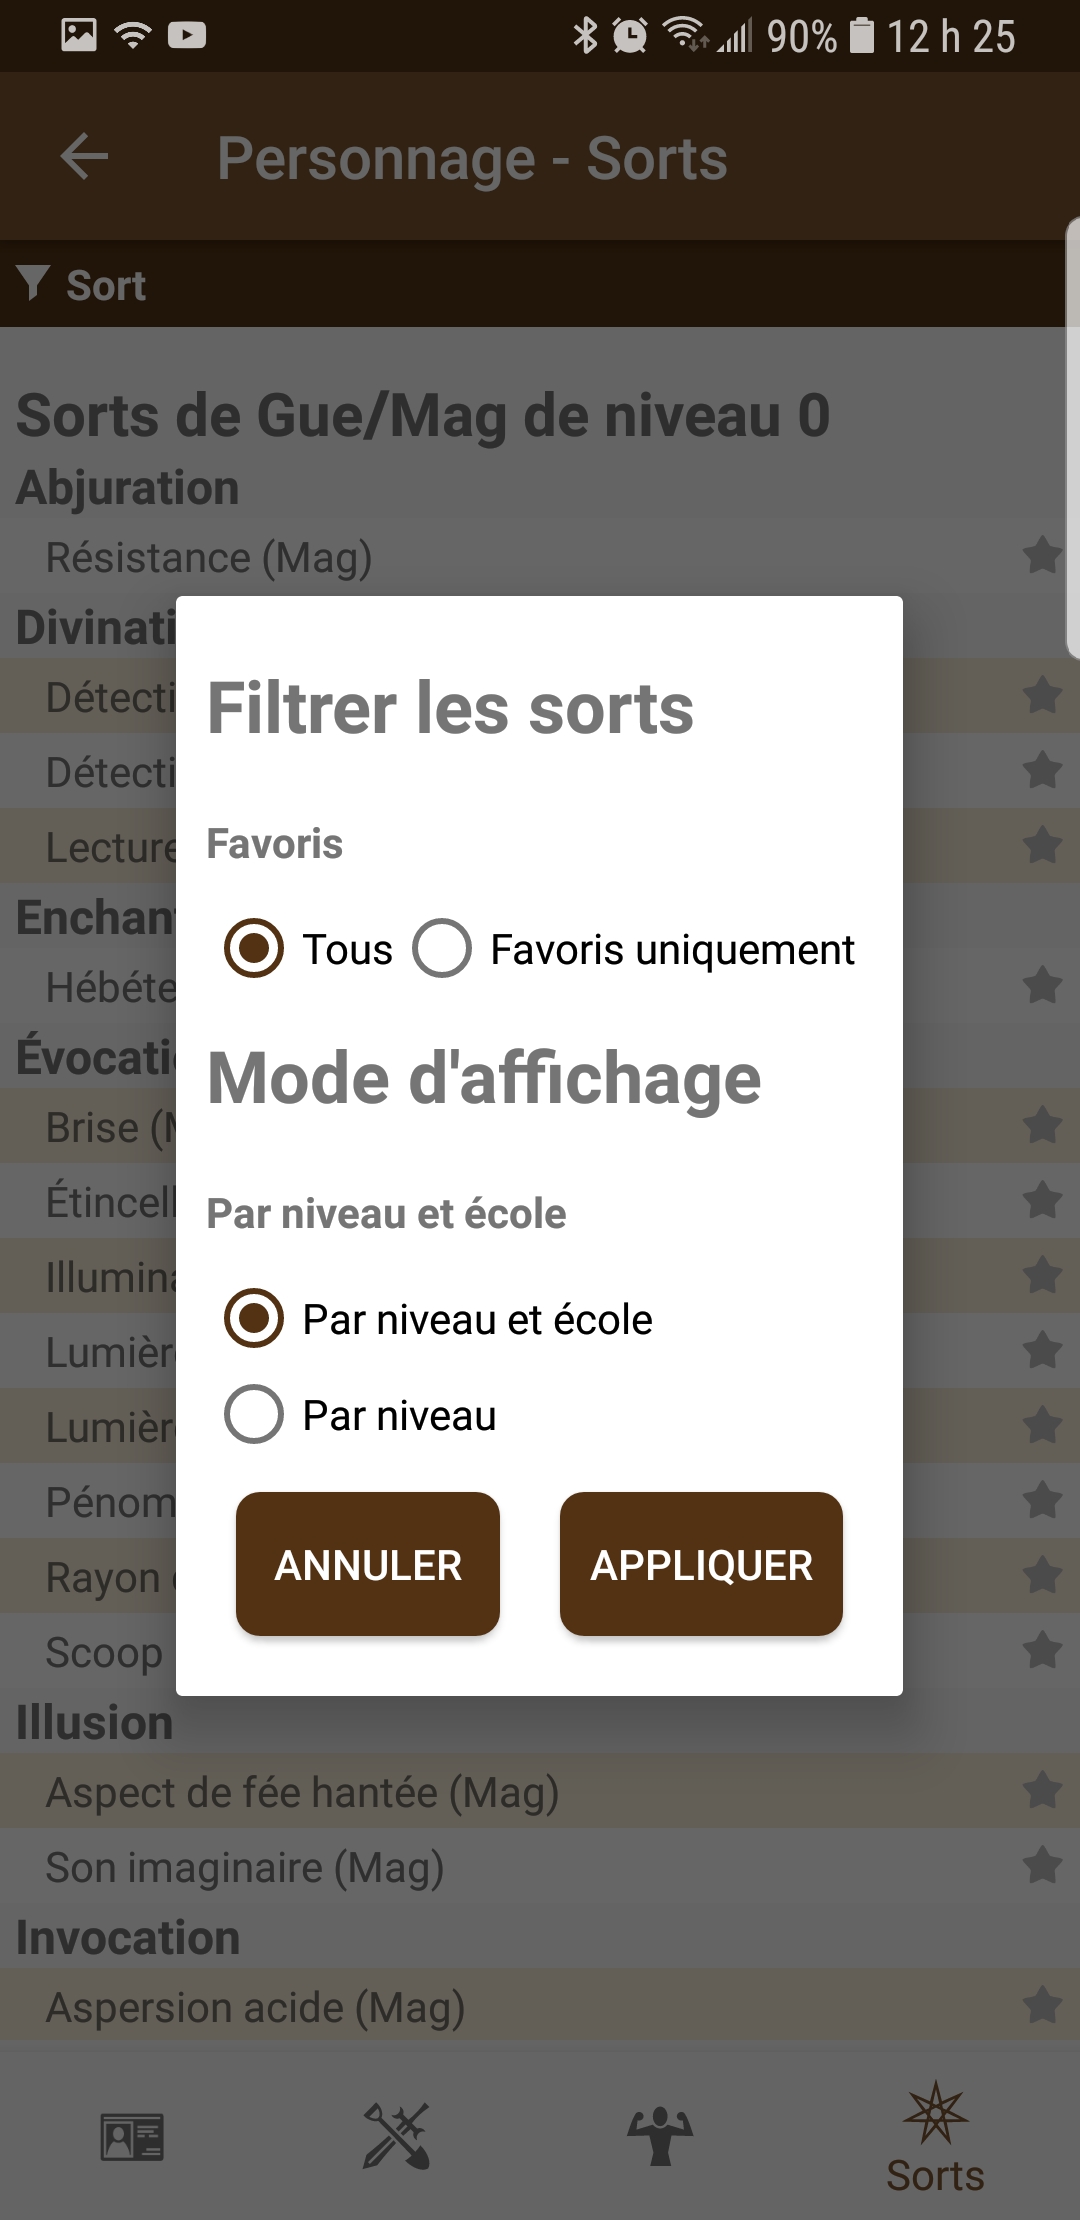 90% 12 h 25
Personnage - Sorts
Sort
Sorts de Gue/Mag de niveau 0
Abjuration
Résistance (Mag)
Divinati
Détecti
Détecti
Lecture
Enchan
Hébéte
Évocati
Brise (
Étincell
Illumina
Lumièr
Lumièr
Pénom
Rayon
Scoop
Filtrer les sorts
Favoris
Tous Favoris uniquement
Mode d'affichage
Par niveau et école
Par niveau et école
Par niveau
ANNULER APPLIQUER
Illusion
Aspect de fée hantée (Mag)
Son imaginaire (Mag)
Invocation
Aspersion acide (Mag)
Sorts